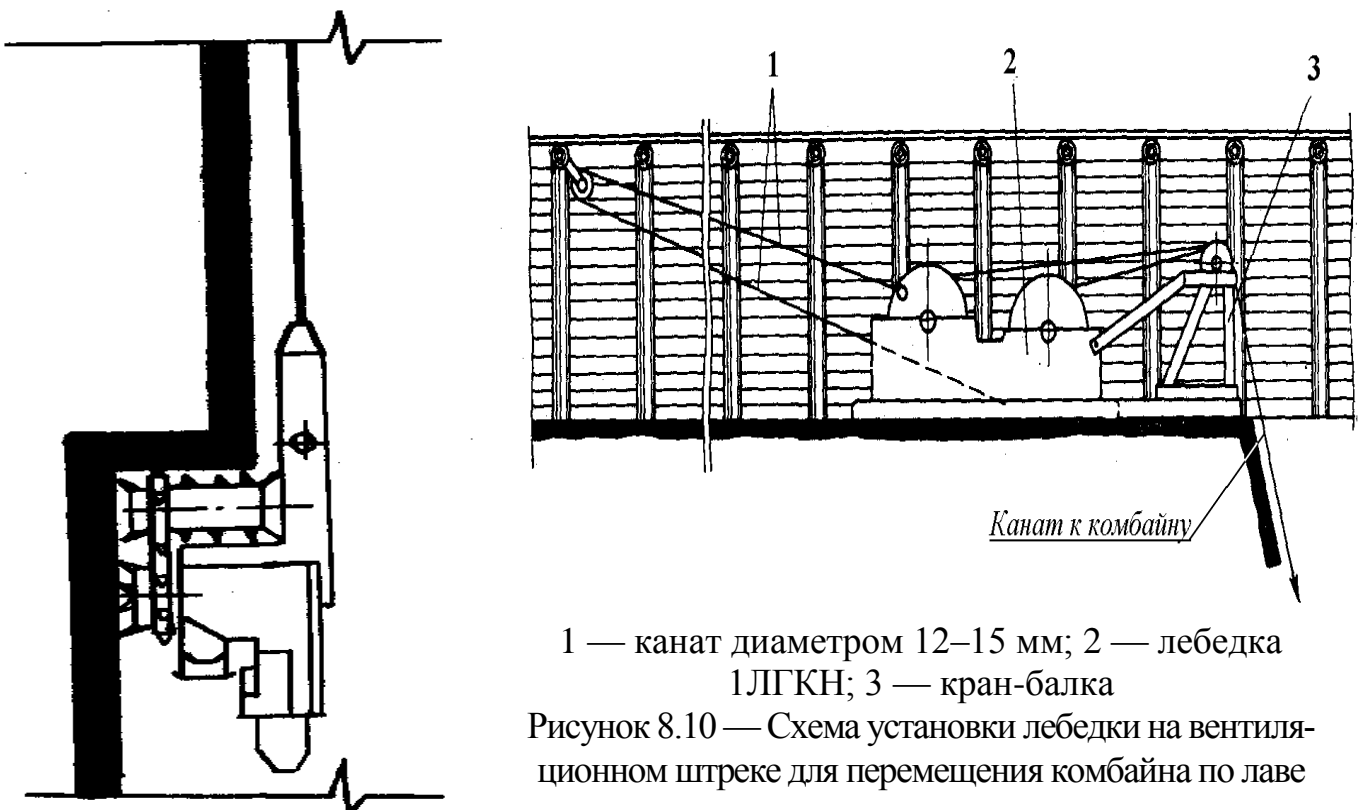 1 2 3
Канат к комбайну
1 — канат диаметром 12–15 мм; 2 — лебедка
1ЛГКН; 3 — кран-балка
Рисунок 8.10 — Схема установки лебедки на вентиля-
ционном штреке для перемещения комбайна по лаве